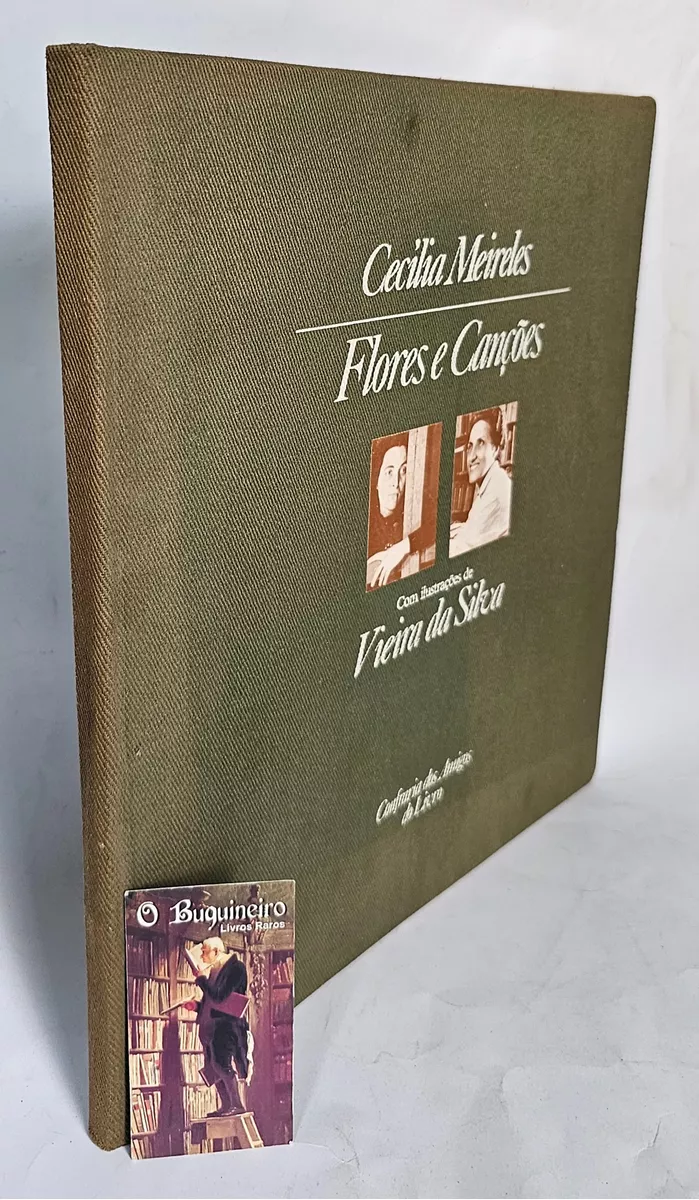 Cecília Meireles
Flores e Canções
Com ilustrações de
Vieira da Silva
Confraria dos Amigos
do Livro
O Buquineiro
Livros Raros